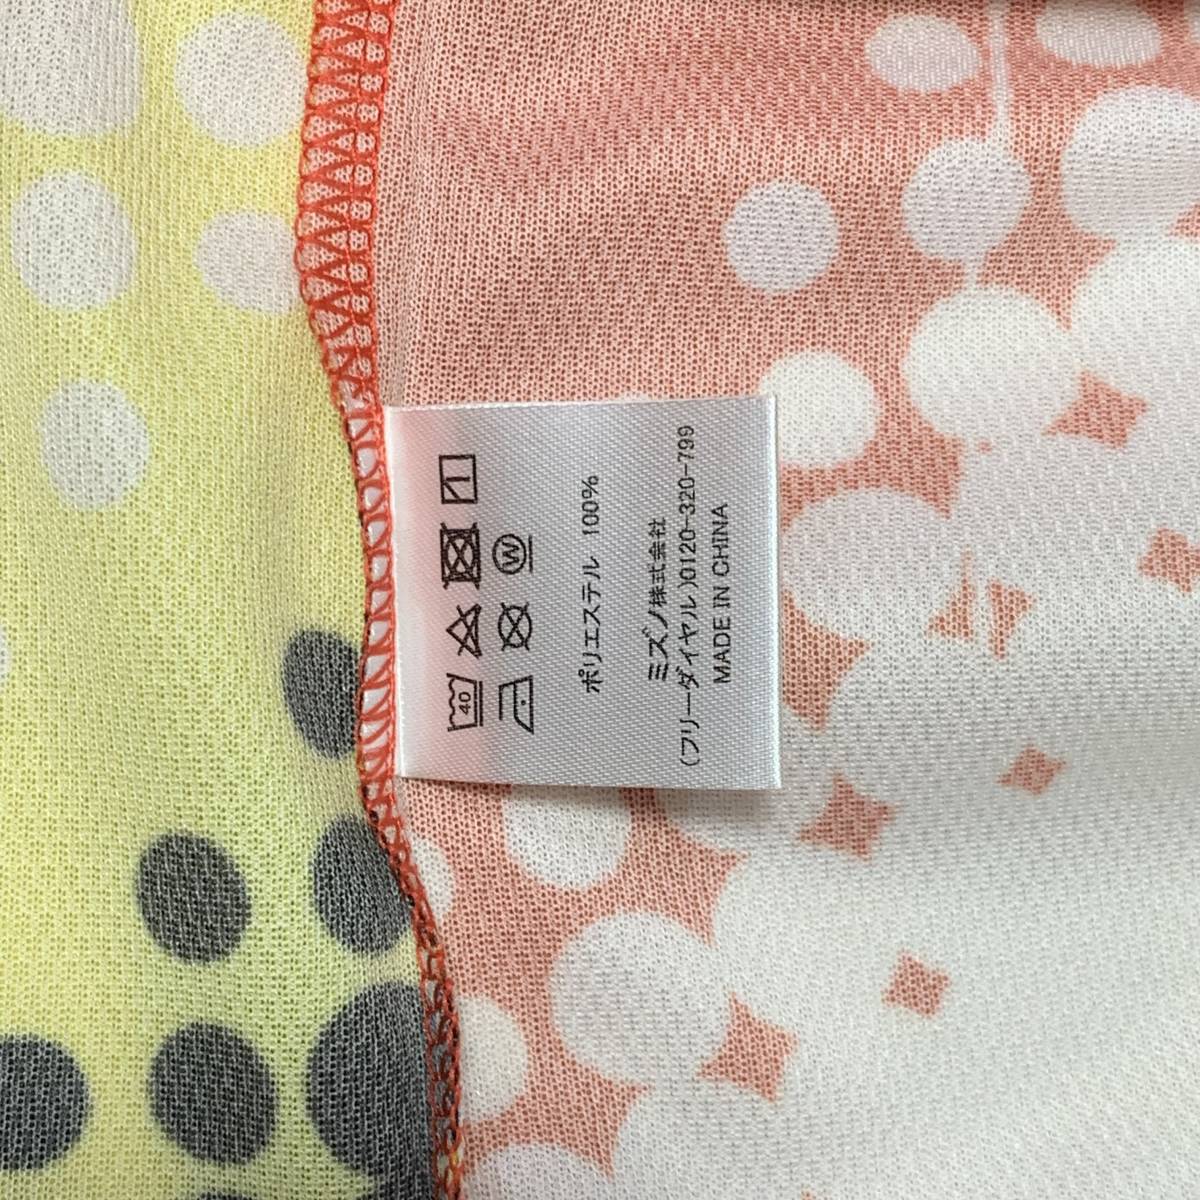 40
W
ポリエステル 100%
ミズノ株式会社
(フリーダイヤル)0120-320-799
MADE IN CHINA